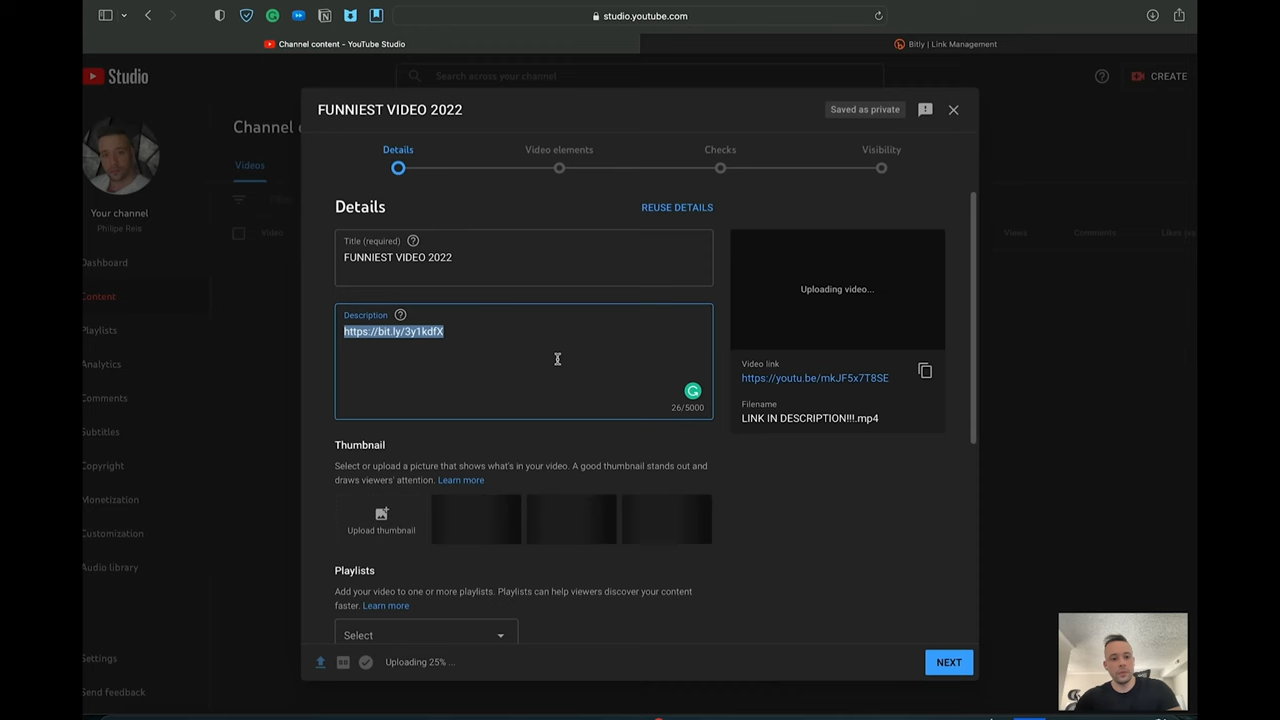 studio.youtube.com
Channel content - YouTube Studio
Bitly | Link Management
Studio
Search across your channel
CREATE
FUNNIEST VIDEO 2022
Saved as private
Channel c
Details
Video elements
Checks
Visibility
Videos
Details
REUSE DETAILS
Your channel
Philipe Reis
Video
Views
Comments
Title (required)
FUNNIEST VIDEO 2022
Uploading video...
Description
https://bit.ly/3y1kdfX
26/5000
Video link
https://youtu.be/mkJF5x7T8SE
Filename
LINK IN DESCRIPTION!!!.mp4
Dashboard
Content
Playlists
Analytics
Comments
Subtitles
Copyright
Monetization
Customization
Audio library
Settings
Send feedback
Thumbnail
Select or upload a picture that shows what's in your video. A good thumbnail stands out and
draws viewers' attention. Learn more
Upload thumbnail
Playlists
Add your video to one or more playlists. Playlists can help viewers discover your content
faster. Learn more
Select
Uploading 25% ...
NEXT